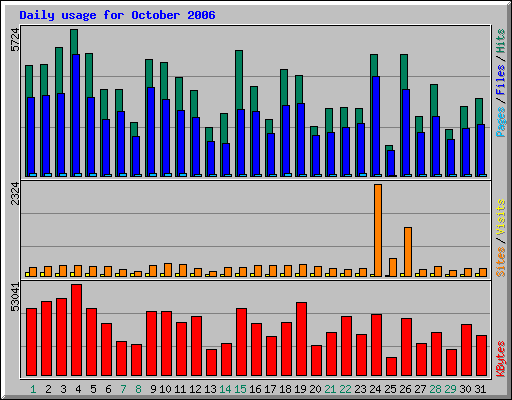 Daily usage for October 2006
5724
Pages / Files / Hits
2324
Sites / Visits
53041
KBytes
1 2 3 4 5 6 7 8 9 10 11 12 13 14 15 16 17 18 19 20 21 22 23 24 25 26 27 28 29 30 31